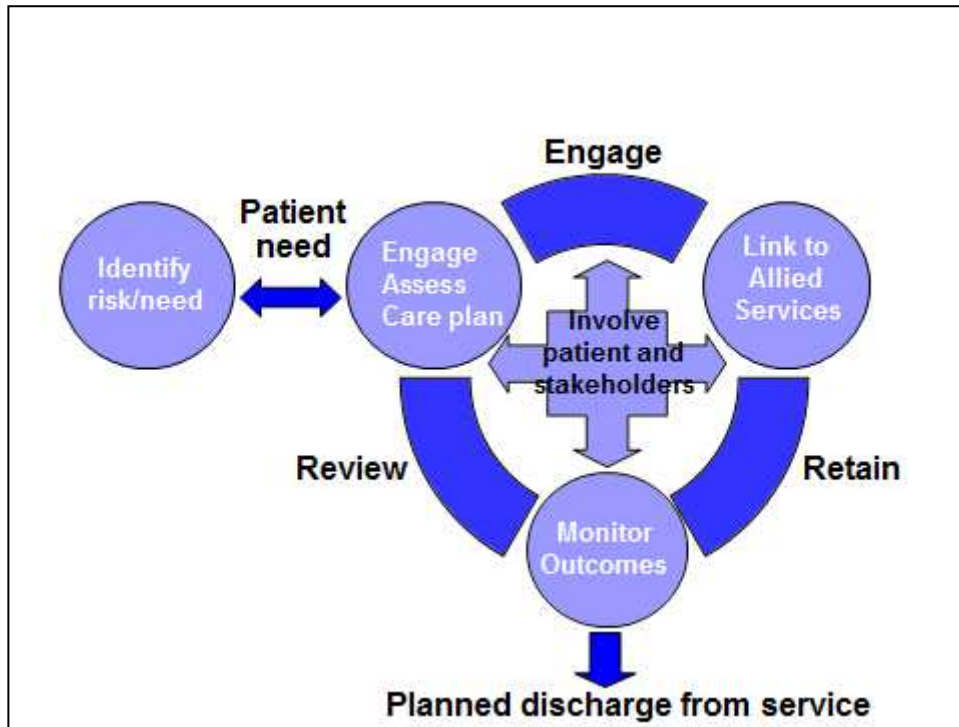 Engage
Patient
need
Identify
risk/need
Engage
Assess
Care plan
Link to
Allied
Services
Involve
patient and
stakeholders
Review
Retain
Monitor
Outcomes
Planned discharge from service